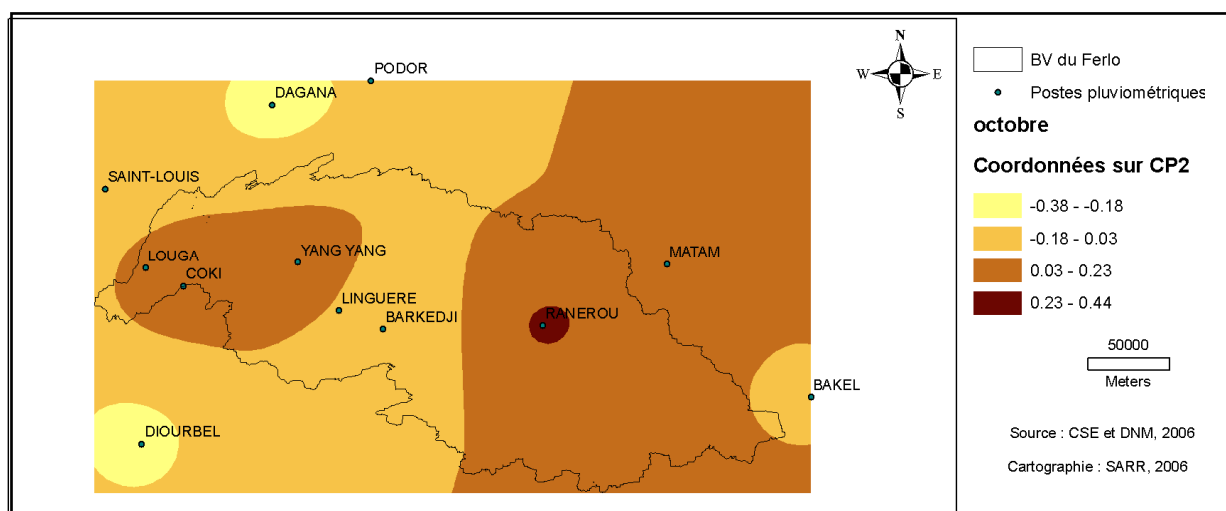 N
W E
S
PODOR
DAGANA
SAINT-LOUIS
YANG YANG
LOUGA
COKI
MATAM
LINGUERE
BARKEDJI
RANEROU
BAKEL
DIOURBEL
BV du Ferlo
Postes pluviométriques
octobre
Coordonnées sur CP2
-0.38 - -0.18
-0.18 - 0.03
0.03 - 0.23
0.23 - 0.44
50000
Meters
Source : CSE et DNM, 2006
Cartographie : SARR, 2006